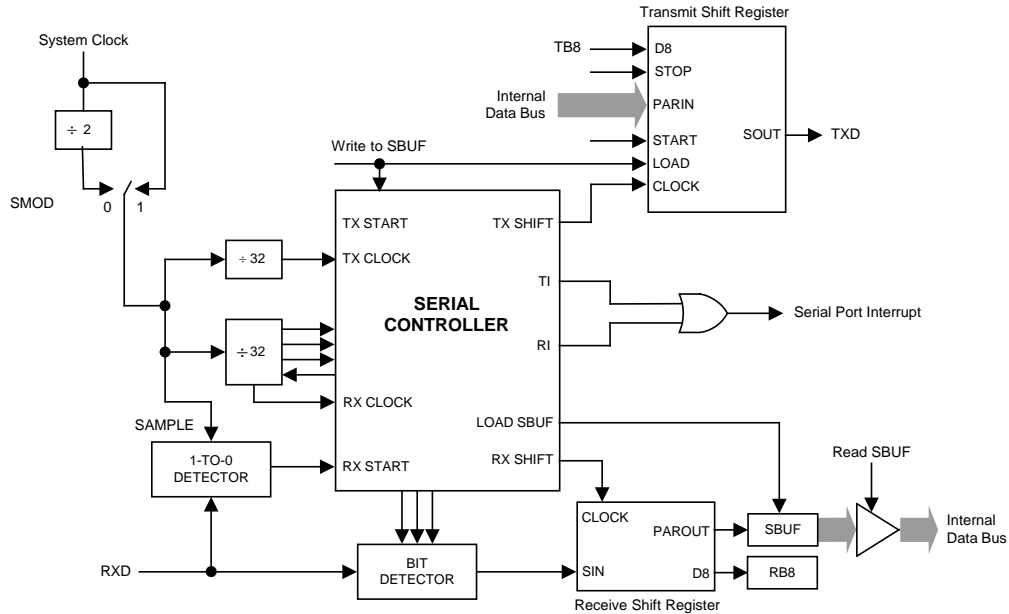 Transmit Shift Register
System Clock
TB8
D8
STOP
Internal
Data Bus
PARIN
÷ 2
START
SOUT
TXD
Write to SBUF
LOAD
CLOCK
SMOD
0
1
TX START
TX SHIFT
÷ 32
TX CLOCK
TI
SERIAL
CONTROLLER
Serial Port Interrupt
÷ 32
RI
RX CLOCK
SAMPLE
LOAD SBUF
1-TO-0
DETECTOR
RX START
RX SHIFT
Read SBUF
CLOCK
PAROUT
SBUF
Internal
Data Bus
RXD
BIT
DETECTOR
SIN
D8
RB8
Receive Shift Register